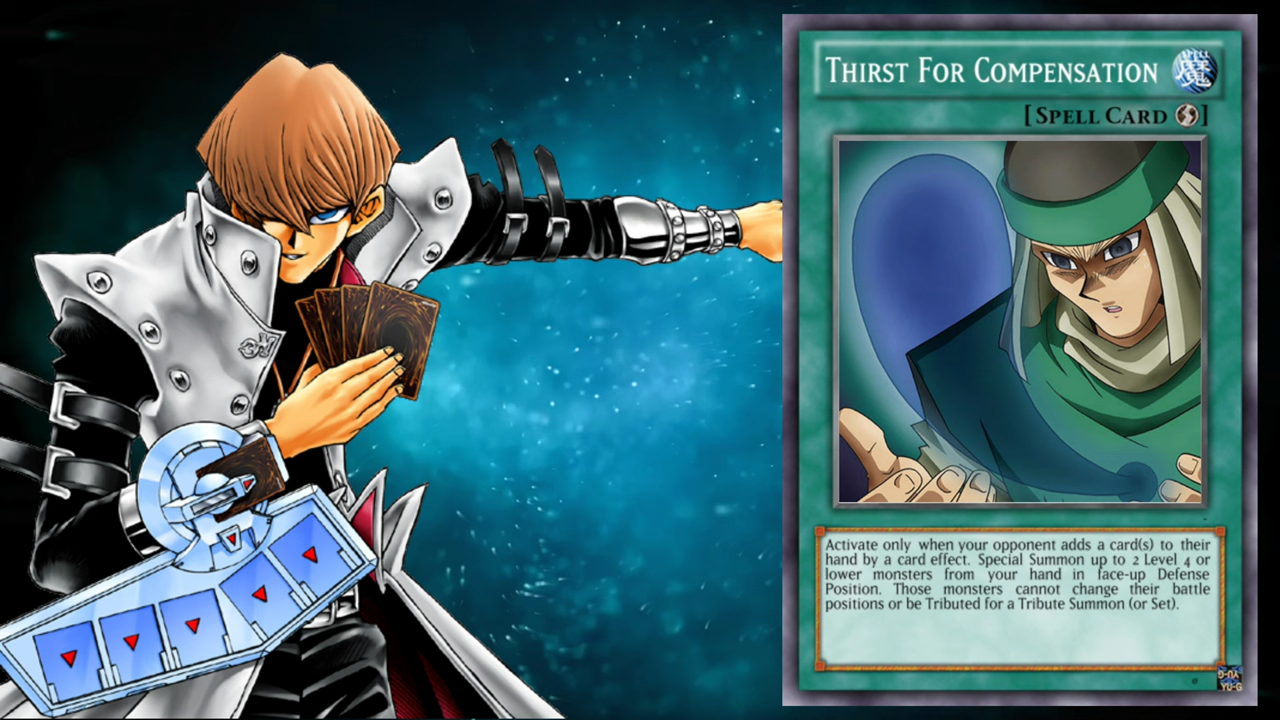 THIRST FOR COMPENSATION 魔
[SPELL CARD]
Activate only when your opponent adds a card(s) to their
hand by a card effect. Special Summon up to 2 Level 4 or
lower monsters from your hand in face-up Defense
Position. Those monsters cannot change their battle
positions or be Tributed for a Tribute Summon (or Set).